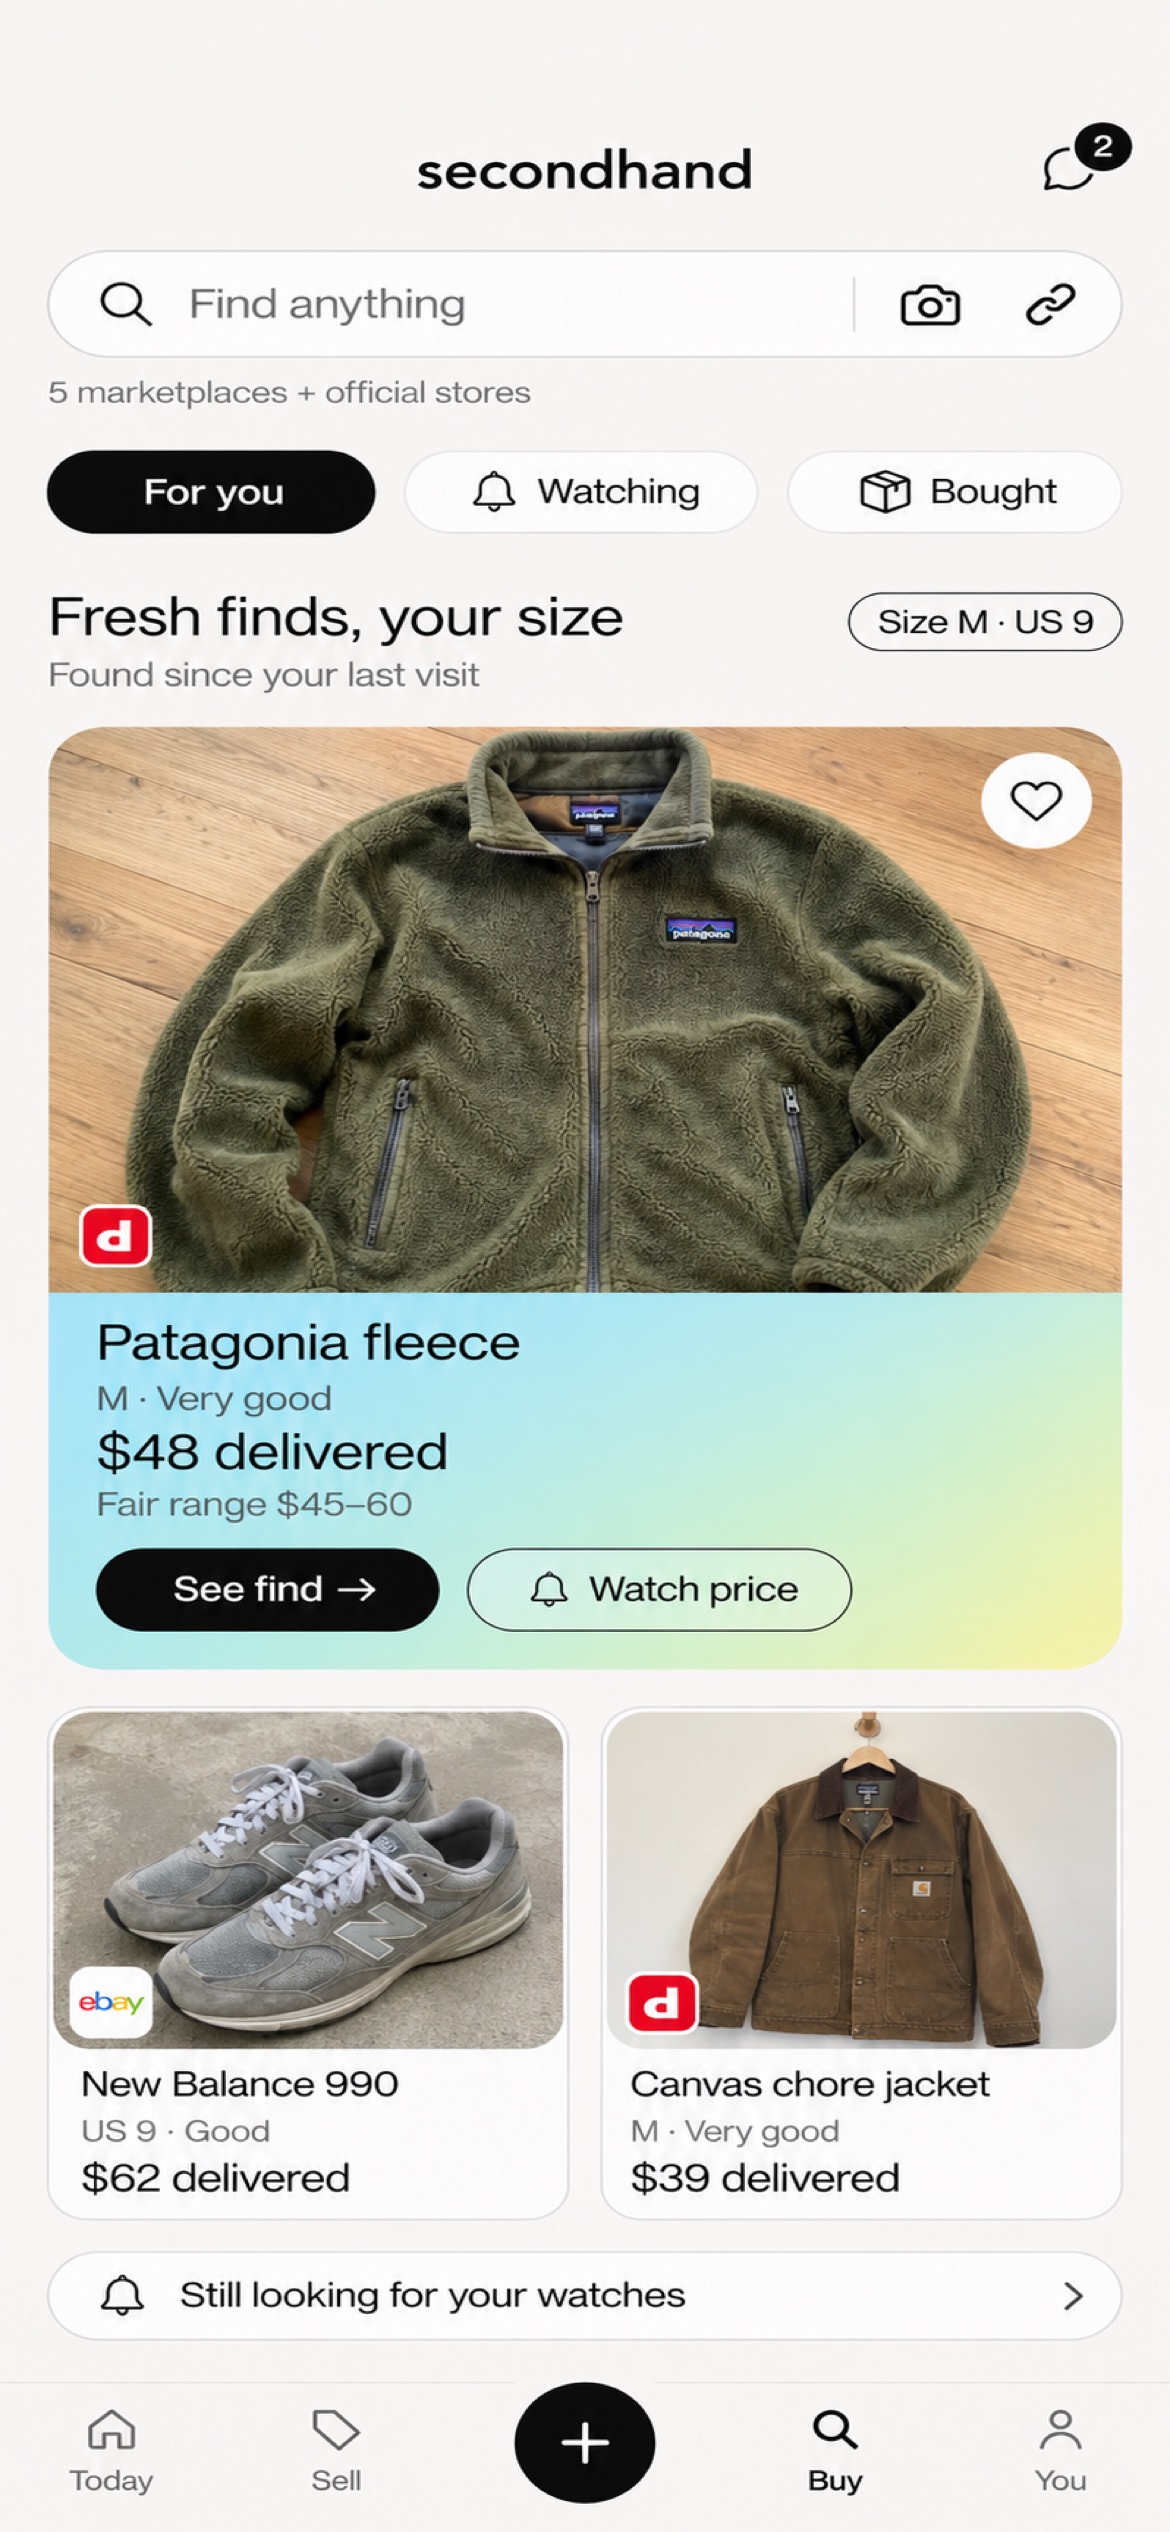 secondhand
2
Find anything
5 marketplaces + official stores
For you
Watching
Bought
Fresh finds, your size
Size M · US 9
Found since your last visit
patagonia
patagonia
d
Patagonia fleece
M · Very good
$48 delivered
Fair range $45–60
See find →
Watch price
N
N
ebay
d
New Balance 990
US 9 · Good
$62 delivered
Canvas chore jacket
M · Very good
$39 delivered
Still looking for your watches
Today
Sell
Buy
You